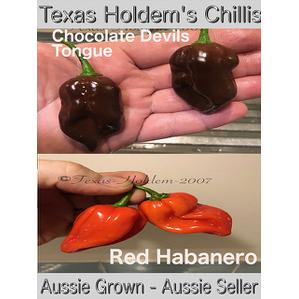 Texas Holdem's Chillis
Chocolate Devils
Tongue
©Texas-Holdem-2007
Red Habanero
Aussie Grown - Aussie Seller